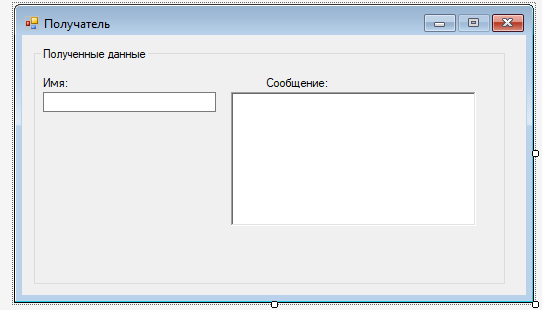 Получатель
Полученные данные
Имя:
Сообщение: